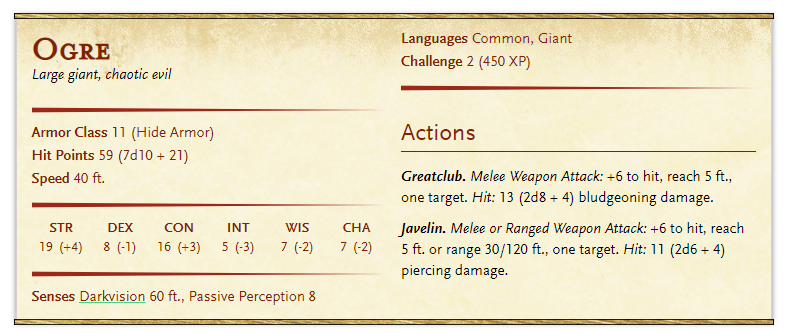 Ogre
Large giant, chaotic evil
Armor Class 11 (Hide Armor)
Hit Points 59 (7d10 + 21)
Speed 40 ft.
STR DEX CON INT WIS CHA
19 (+4) 8 (-1) 16 (+3) 5 (-3) 7 (-2) 7 (-2)
Senses Darkvision 60 ft., Passive Perception 8
Languages Common, Giant
Challenge 2 (450 XP)
Actions
Greatclub. Melee Weapon Attack: +6 to hit, reach 5 ft.,
one target. Hit: 13 (2d8 + 4) bludgeoning damage.
Javelin. Melee or Ranged Weapon Attack: +6 to hit, reach
5 ft. or range 30/120 ft., one target. Hit: 11 (2d6 + 4)
piercing damage.